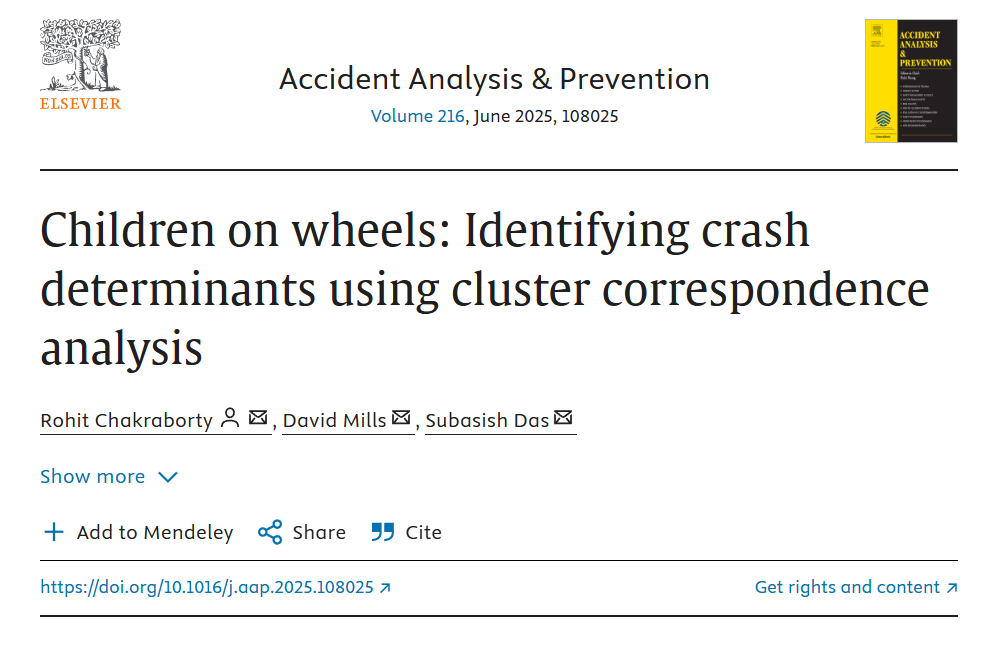 ELSEVIER
Accident Analysis & Prevention
Volume 216, June 2025, 108025
ACCIDENT
ANALYSIS
&
PREVENTION
Children on wheels: Identifying crash
determinants using cluster correspondence
analysis
Rohit Chakraborty, David Mills, Subasish Das
Show more
Add to Mendeley Share Cite
https://doi.org/10.1016/j.aap.2025.108025
Get rights and content